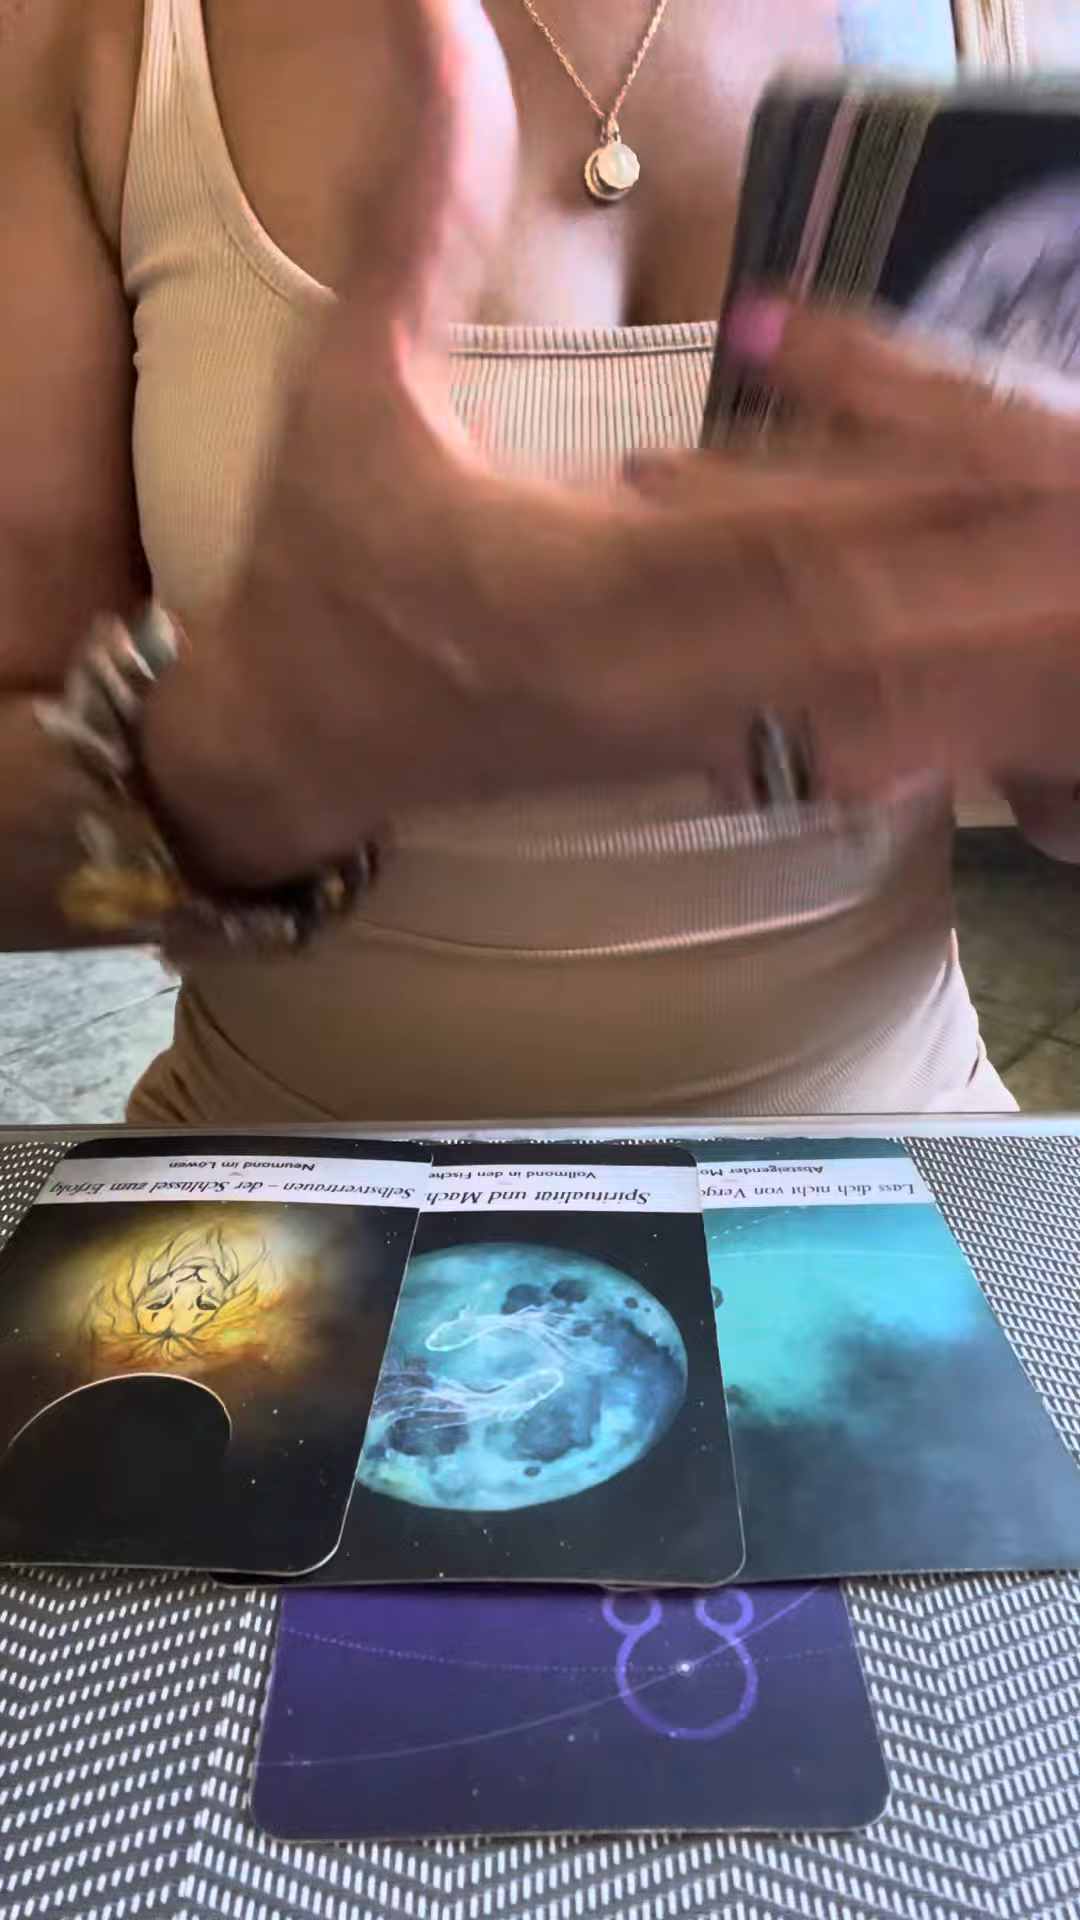 Neumond im Löwen
Selbstvertrauen – der Schlüssel zum Erfolg
Vollmond in den Fische
Spiritualität und Mach
Absteigender Mo
Lass dich nicht von Verg